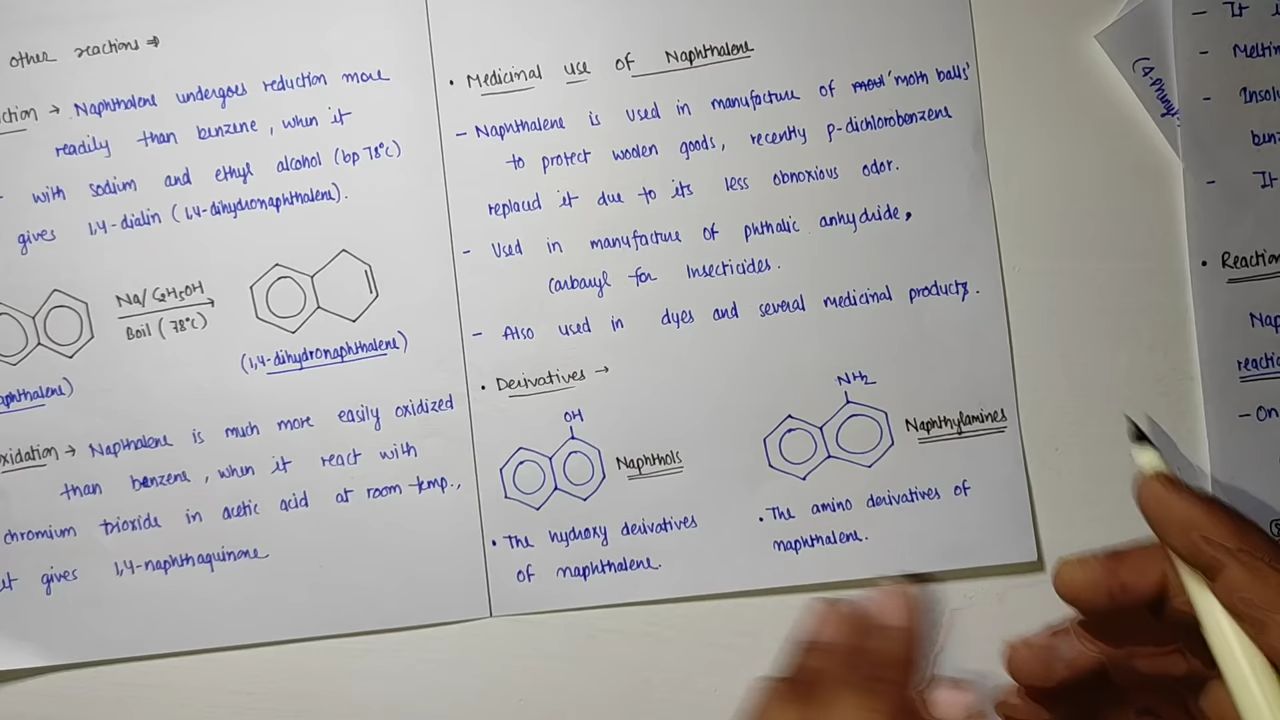 other reactions ⇒
ction → Naphthalene undergoes reduction more
readily than benzene, when it
with sodium and ethyl alcohol (bp 78°C)
gives 1,4-dialin (1,4-dihydronaphthalene).
Na/C2H5OH
Boil (78°C)
(1,4-dihydronaphthalene)
aphthalene)
xidation → Naphthalene is much more easily oxidized
than benzene, when it react with
chromium trioxide in acetic acid at room temp.,
it gives 1,4-naphthaquinone
• Medicinal use of Naphthalene
- Naphthalene is used in manufacture of 'moth balls'
to protect woolen goods, recently p-dichlorobenzene
replaced it due to its less obnoxious odor.
- Used in manufacture of phthalic anhydride,
Carbaryl for Insecticides.
- Also used in dyes and several medicinal products.
• Derivatives →
OH
Naphthols
• The hydroxy derivatives
of naphthalene.
NH2
Naphthylamines
• The amino derivatives of
naphthalene.
(4-Pheny
- It i
- Meltin
- Insol
ben
- It
• Reaction
Nap
reactic
- On